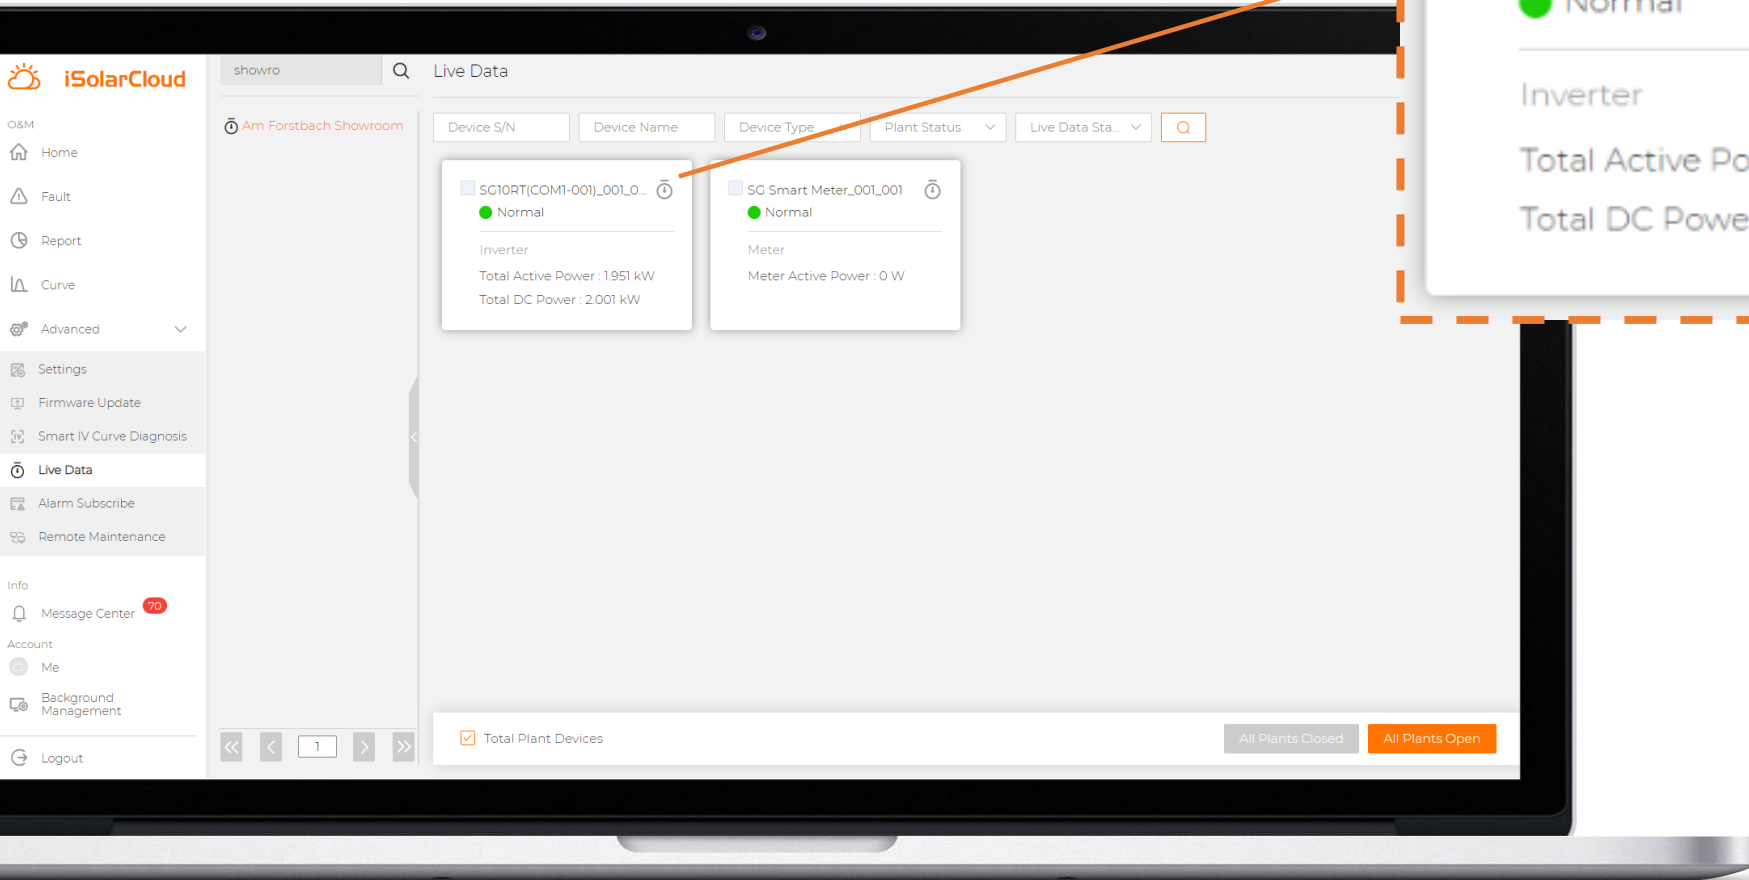 iSolarCloud
O&M
Home
Fault
Report
Curve
Advanced
Settings
Firmware Update
Smart IV Curve Diagnosis
Live Data
Alarm Subscribe
Remote Maintenance
Info
Message Center 70
Account
Me
Background
Management
Logout
showro
Am Forstbach Showroom
1
Live Data
Device S/N Device Name Device Type Plant Status Live Data Sta...
SG10RT(COM1-001)_001_0...
Normal
Inverter
Total Active Power : 1.951 kW
Total DC Power : 2.001 kW
SG Smart Meter_001_001
Normal
Meter
Meter Active Power : 0 W
Total Plant Devices
All Plants Closed All Plants Open
Normal
Inverter
Total Active Po
Total DC Powe